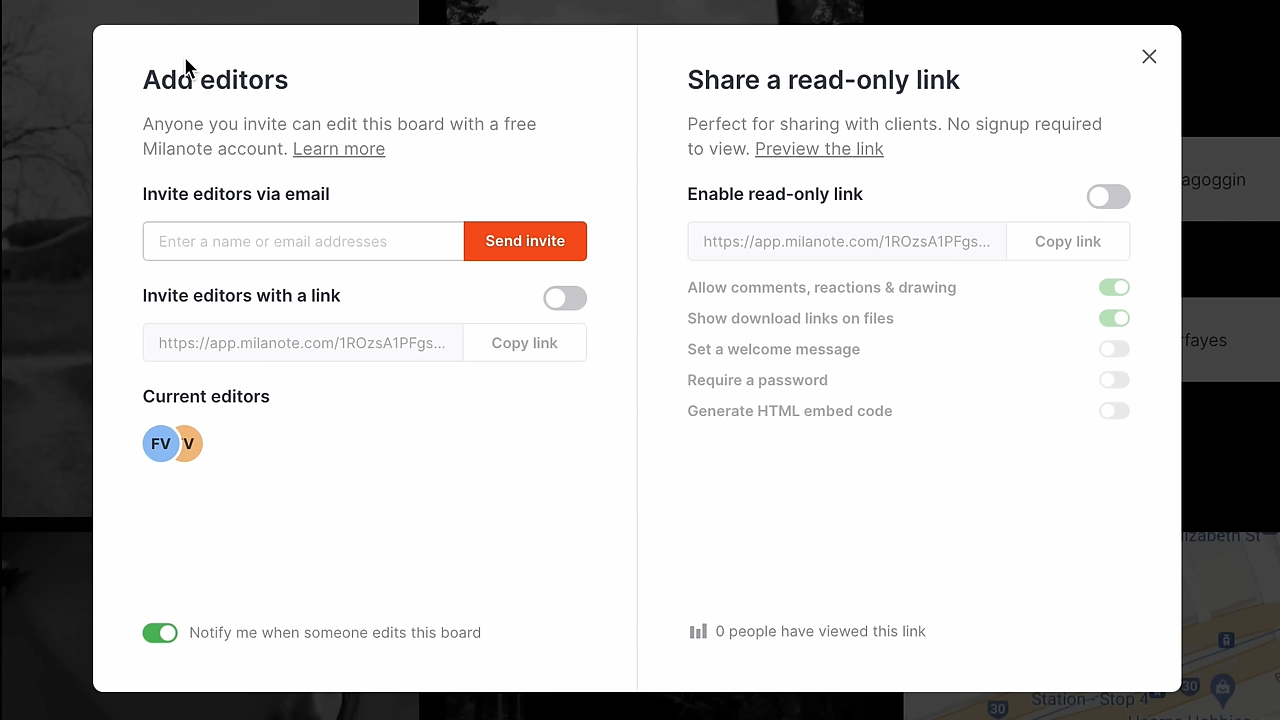 Add editors
Anyone you invite can edit this board with a free
Milanote account. Learn more
Invite editors via email
Enter a name or email addresses
Send invite
Invite editors with a link
https://app.milanote.com/1ROzsA1PFgs...
Copy link
Current editors
FV
V
Notify me when someone edits this board
Share a read-only link
Perfect for sharing with clients. No signup required
to view. Preview the link
Enable read-only link
https://app.milanote.com/1ROzsA1PFgs...
Copy link
Allow comments, reactions & drawing
Show download links on files
Set a welcome message
Require a password
Generate HTML embed code
0 people have viewed this link
agoggin
rfayes
lizabeth St
30
Station - Stop 4
30